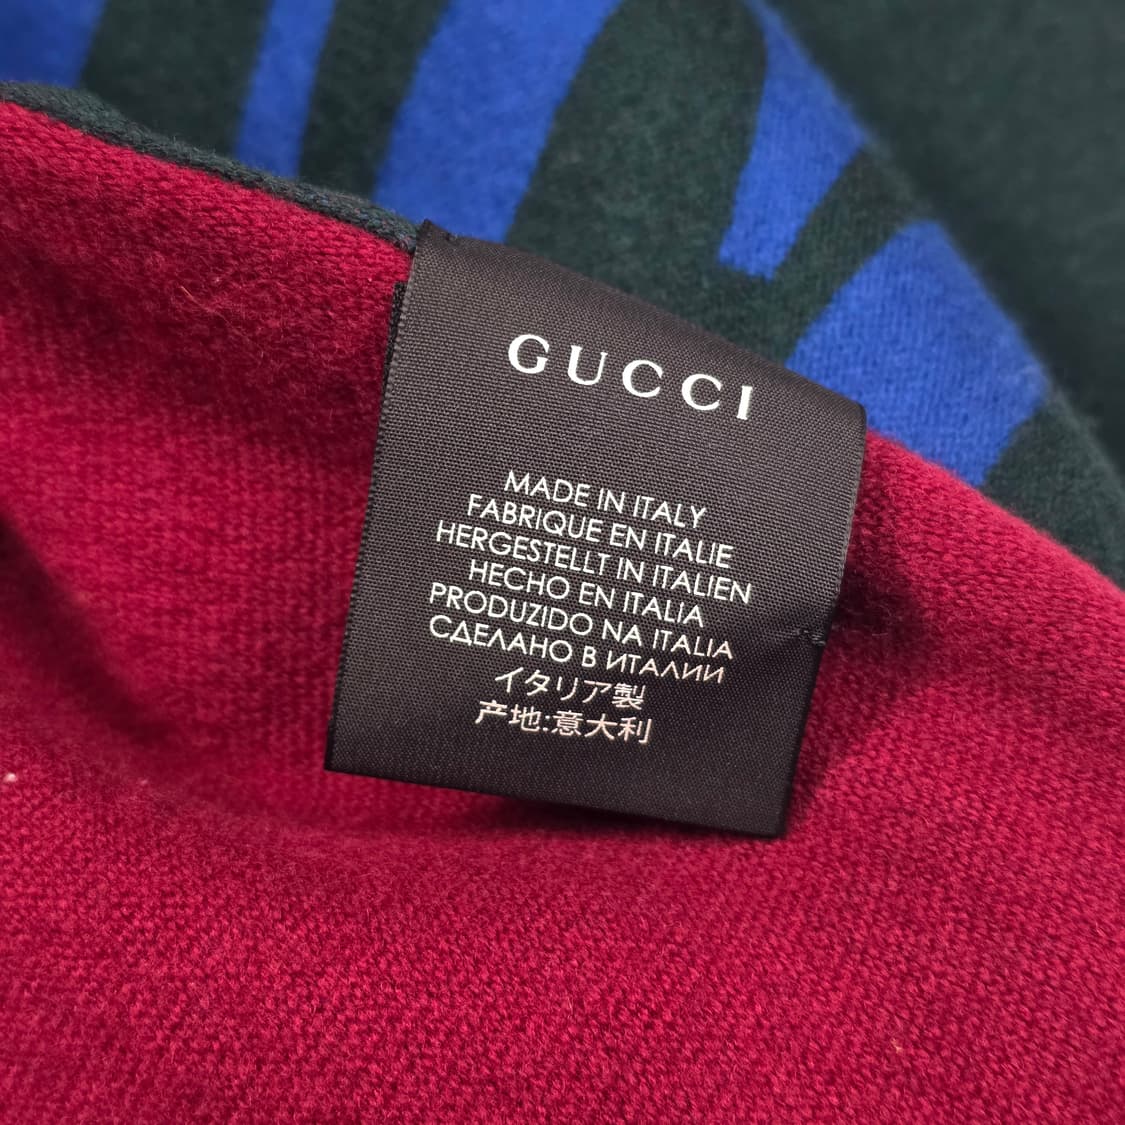 GUCCI
MADE IN ITALY
FABRIQUE EN ITALIE
HERGESTELLT IN ITALIEN
HECHO EN ITALIA
PRODUZIDO NA ITALIA
СДЕЛАНО В ИТАЛИИ
イタリア製
产地:意大利